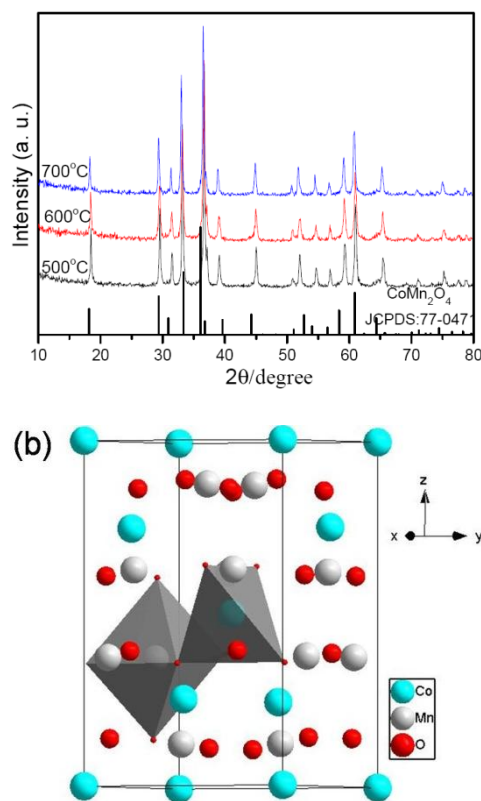 Intensity (a. u.)
700°C
600°C
500°C
CoMn₂O₄
JCPDS:77-0471
10 20 30 40 50 60 70 80
2θ/degree
(b)
z
x y
Co
Mn
O